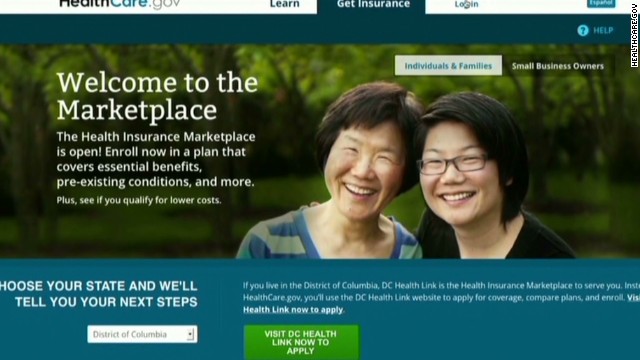 HealthCare.gov
Learn
Get Insurance
Log In
Español
HELP
HEALTHCARE.GOV
Individuals & Families
Small Business Owners
Welcome to the
Marketplace
The Health Insurance Marketplace
is open! Enroll now in a plan that
covers essential benefits,
pre-existing conditions, and more.
Plus, see if you qualify for lower costs.
HOOSE YOUR STATE AND WE'LL
TELL YOU YOUR NEXT STEPS
District of Columbia
If you live in the District of Columbia, DC Health Link is the Health Insurance Marketplace to serve you. Inste
HealthCare.gov, you'll use the DC Health Link website to apply for coverage, compare plans, and enroll. Vis
Health Link now to apply.
VISIT DC HEALTH
LINK NOW TO
APPLY